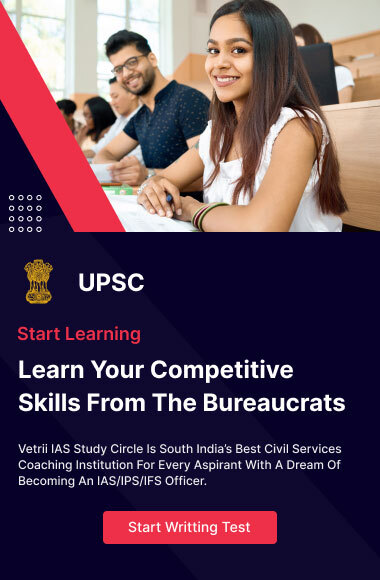 UPSC
Start Learning
Learn Your Competitive
Skills From The Bureaucrats
Vetrii IAS Study Circle Is South India's Best Civil Services
Coaching Institution For Every Aspirant With A Dream Of
Becoming An IAS/IPS/IFS Officer.
Start Writting Test